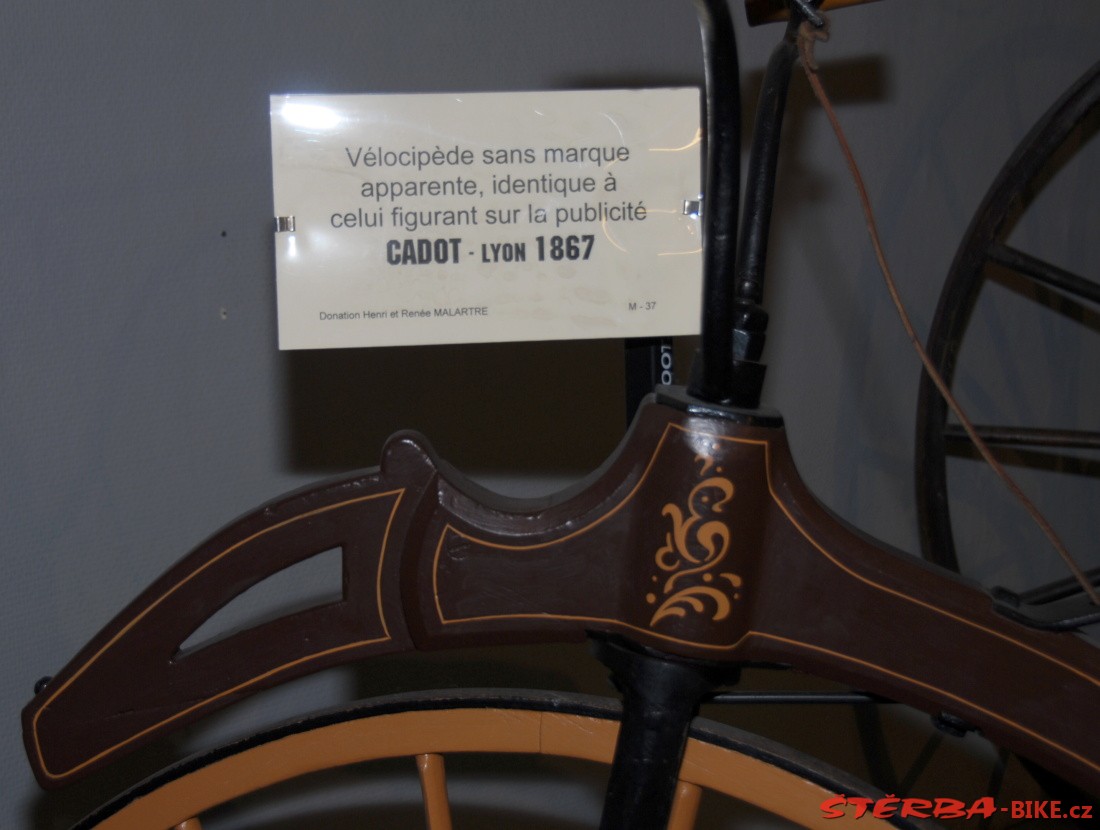 Vélocipède sans marque
apparente, identique à
celui figurant sur la publicité
CADOT - LYON 1867
Donation Henri et Renée MALARTRE
M - 37
ŠTĚRBA-BIKE.cz